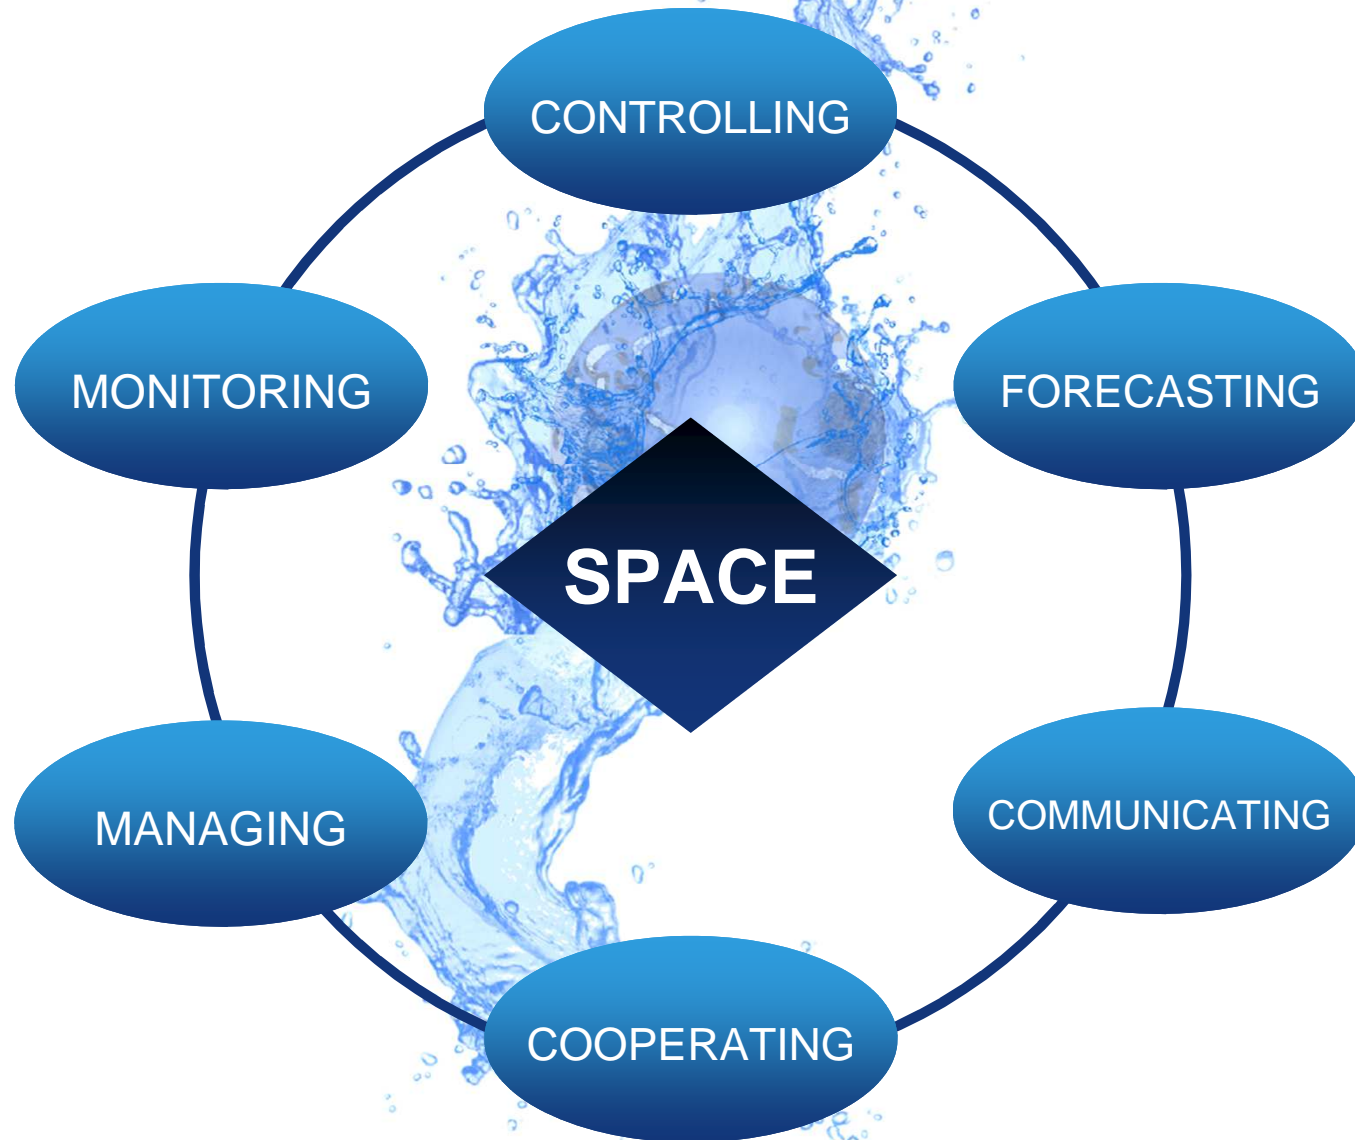 CONTROLLING
MONITORING
FORECASTING
SPACE
MANAGING
COMMUNICATING
COOPERATING